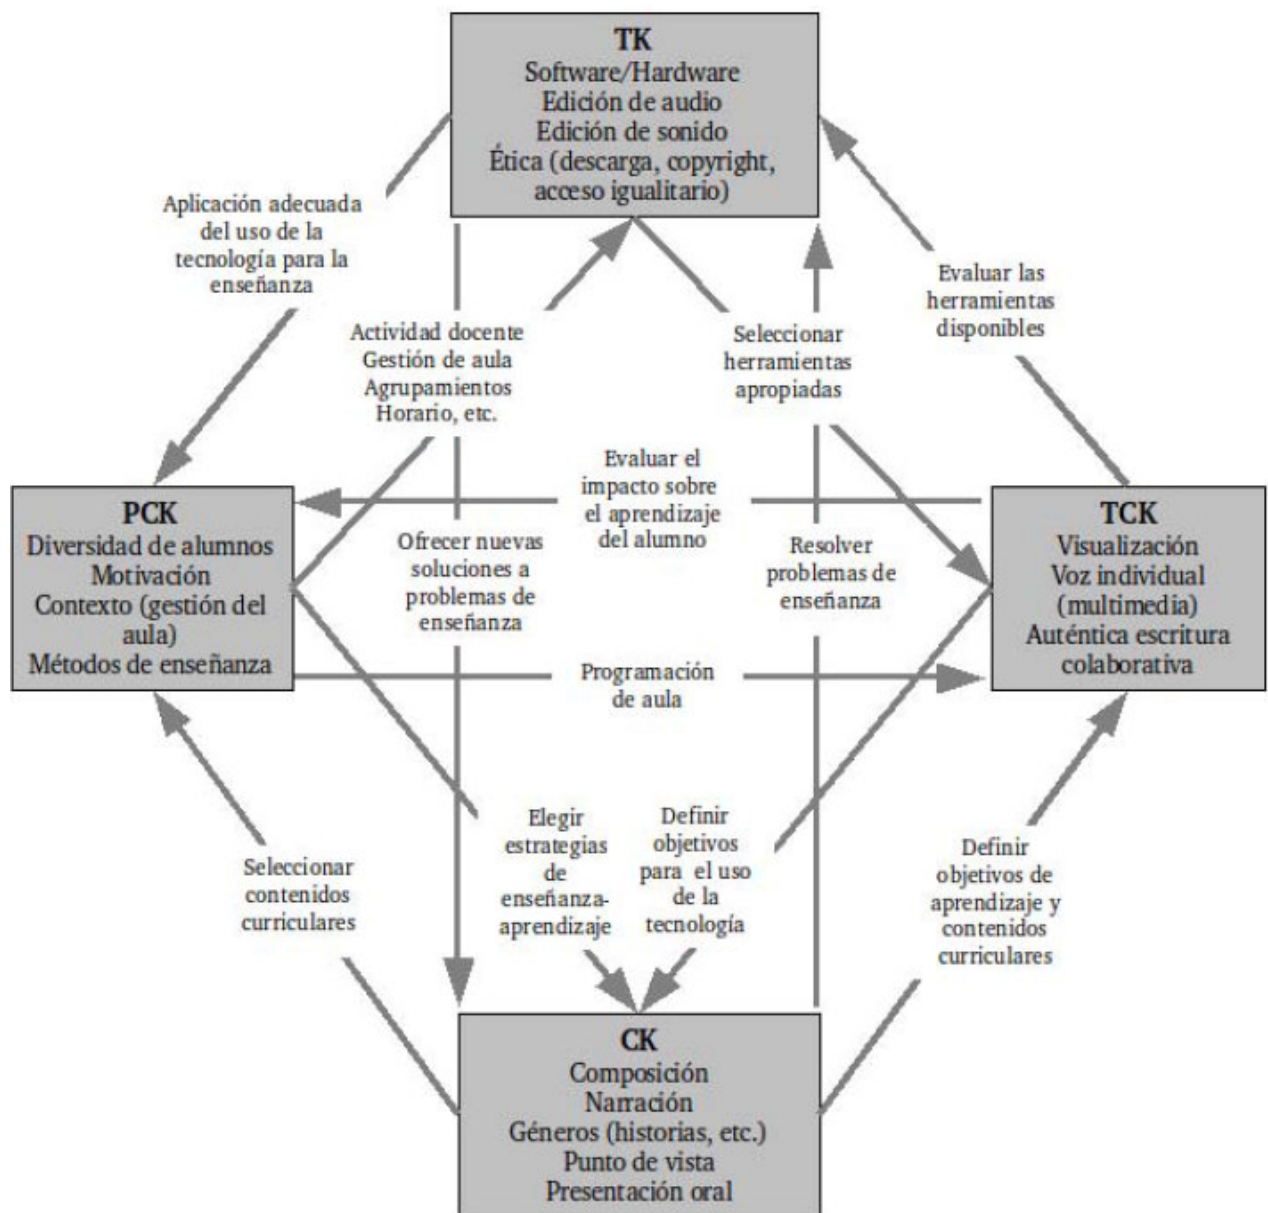 TK
Software/Hardware
Edición de audio
Edición de sonido
Ética (descarga, copyright,
acceso igualitario)
Aplicación adecuada
del uso de la
tecnología para la
enseñanza
Evaluar las
herramientas
disponibles
Actividad docente
Gestión de aula
Agrupamientos
Horario, etc.
Seleccionar
herramientas
apropiadas
Evaluar el
impacto sobre
el aprendizaje
del alumno
PCK
Diversidad de alumnos
Motivación
Contexto (gestión del
aula)
Métodos de enseñanza
Ofrecer nuevas
soluciones a
problemas de
enseñanza
Resolver
problemas de
enseñanza
TCK
Visualización
Voz individual
(multimedia)
Auténtica escritura
colaborativa
Programación
de aula
Seleccionar
contenidos
curriculares
Elegir
estrategias
de
enseñanza-
aprendizaje
Definir
objetivos
para el uso
de la
tecnología
Definir
objetivos de
aprendizaje y
contenidos
curriculares
CK
Composición
Narración
Géneros (historias, etc.)
Punto de vista
Presentación oral